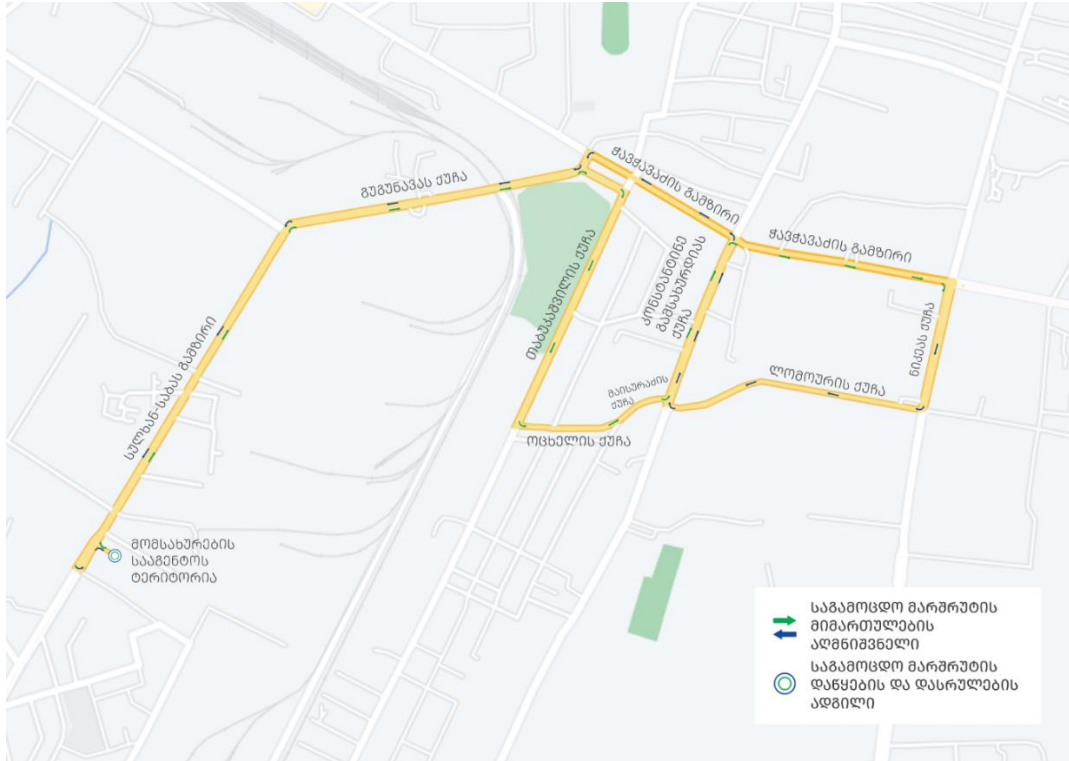 ჭავჭავაძის გამზირი
გუგუნავას ქუჩა
ჭავჭავაძის გამზირი
თაბუკაშვილის ქუჩა
კონსტანტინე
გამსახურდიას
ქუჩა
ნიკეას ქუჩა
სულხან-საბას გამზირი
მაისურაძის
ქუჩა
ლომოურის ქუჩა
ოცხელის ქუჩა
მომსახურების
სააგენტოს
ტერიტორია
საგამოცდო მარშრუტის
მიმართულების
აღმნიშვნელი
საგამოცდო მარშრუტის
დაწყების და დასრულების
ადგილი